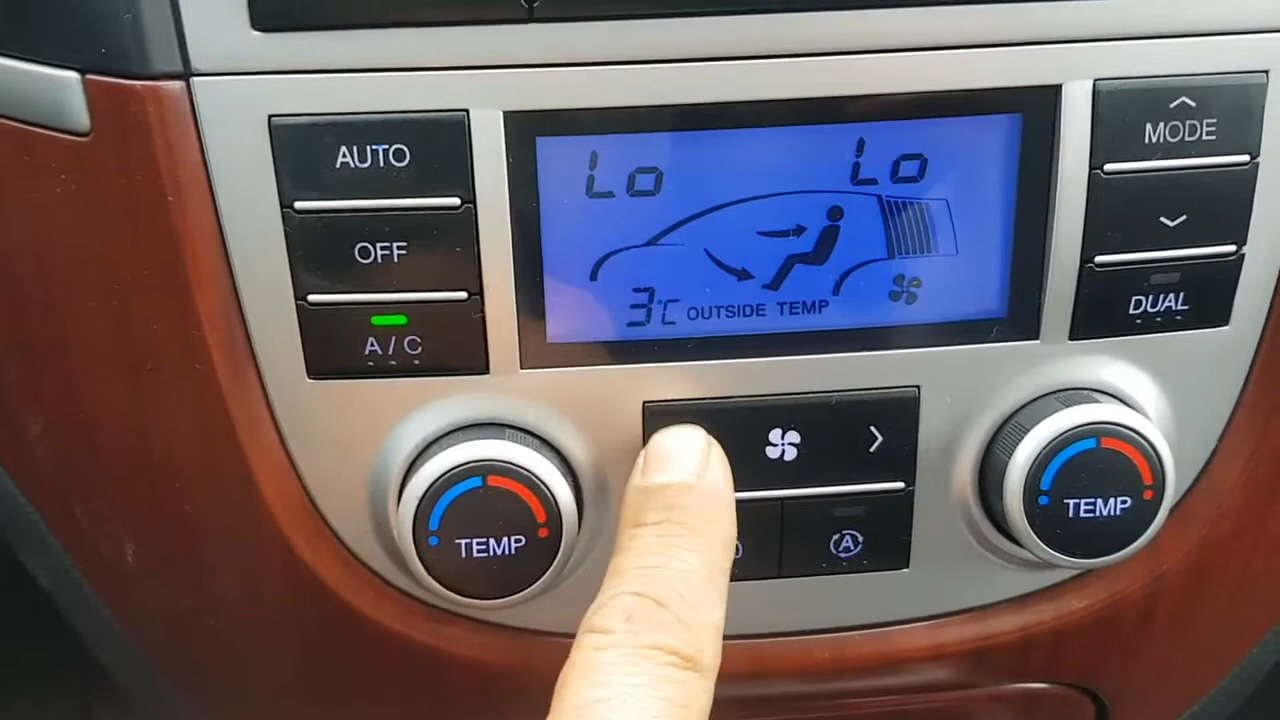 AUTO
OFF
A/C
Lo
Lo
3°C OUTSIDE TEMP
MODE
DUAL
TEMP
A
TEMP